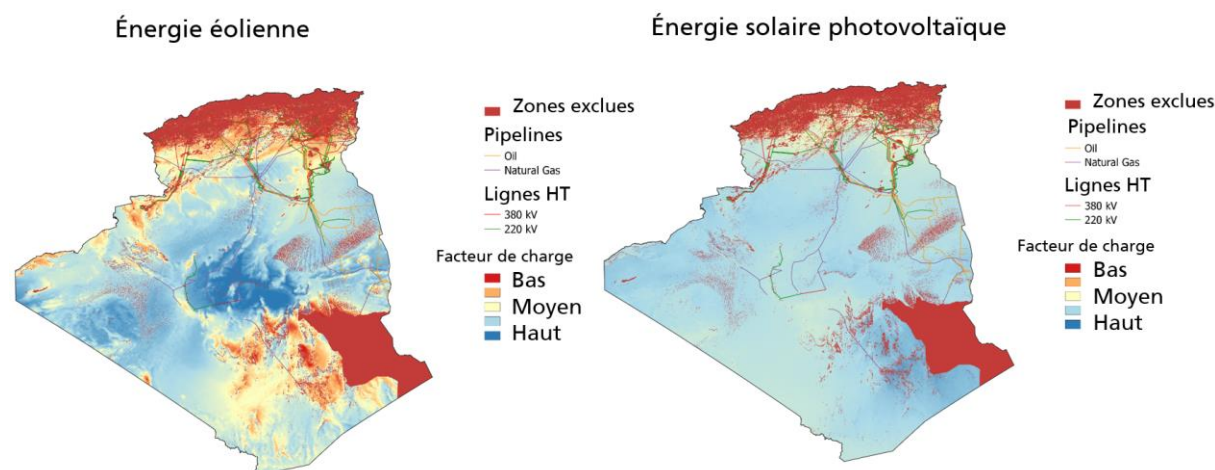 Énergie éolienne
Zones exclues
Pipelines
Oil
Natural Gas
Lignes HT
380 kV
220 kV
Facteur de charge
Bas
Moyen
Haut
Énergie solaire photovoltaïque
Zones exclues
Pipelines
Oil
Natural Gas
Lignes HT
380 kV
220 kV
Facteur de charge
Bas
Moyen
Haut